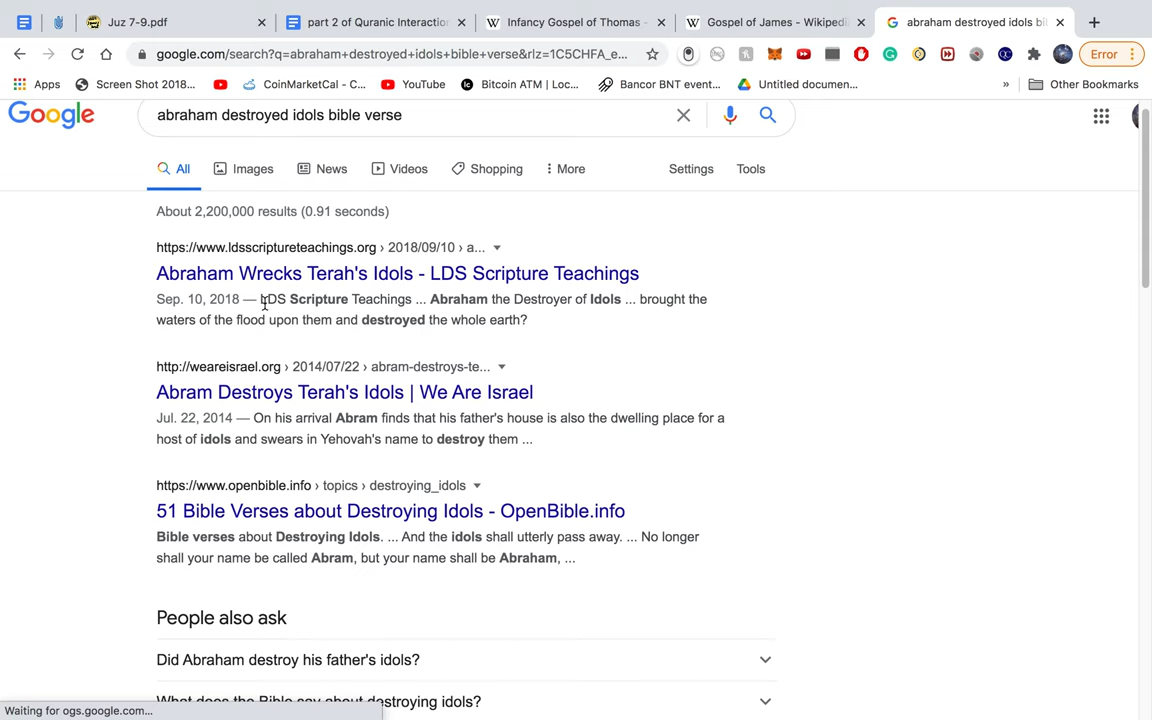 Juz 7-9.pdf
part 2 of Quranic Interaction
Infancy Gospel of Thomas -
Gospel of James - Wikipedi
abraham destroyed idols bi
google.com/search?q=abraham+destroyed+idols+bible+verse&rlz=1C5CHFA_e...
Error
Apps
Screen Shot 2018...
CoinMarketCal - C...
YouTube
Bitcoin ATM | Loc...
Bancor BNT event...
Untitled documen...
»
Other Bookmarks
Google
abraham destroyed idols bible verse
All
Images
News
Videos
Shopping
More
Settings
Tools
About 2,200,000 results (0.91 seconds)
https://www.ldsscriptureteachings.org › 2018/09/10 › a...
Abraham Wrecks Terah's Idols - LDS Scripture Teachings
Sep. 10, 2018 — LDS Scripture Teachings ... Abraham the Destroyer of Idols ... brought the
waters of the flood upon them and destroyed the whole earth?
http://weareisrael.org › 2014/07/22 › abram-destroys-te...
Abram Destroys Terah's Idols | We Are Israel
Jul. 22, 2014 — On his arrival Abram finds that his father's house is also the dwelling place for a
host of idols and swears in Yehovah's name to destroy them ...
https://www.openbible.info › topics › destroying_idols
51 Bible Verses about Destroying Idols - OpenBible.info
Bible verses about Destroying Idols. ... And the idols shall utterly pass away. ... No longer
shall your name be called Abram, but your name shall be Abraham, ...
People also ask
Did Abraham destroy his father's idols?
What does the Bible say about destroying idols?
Waiting for ogs.google.com...